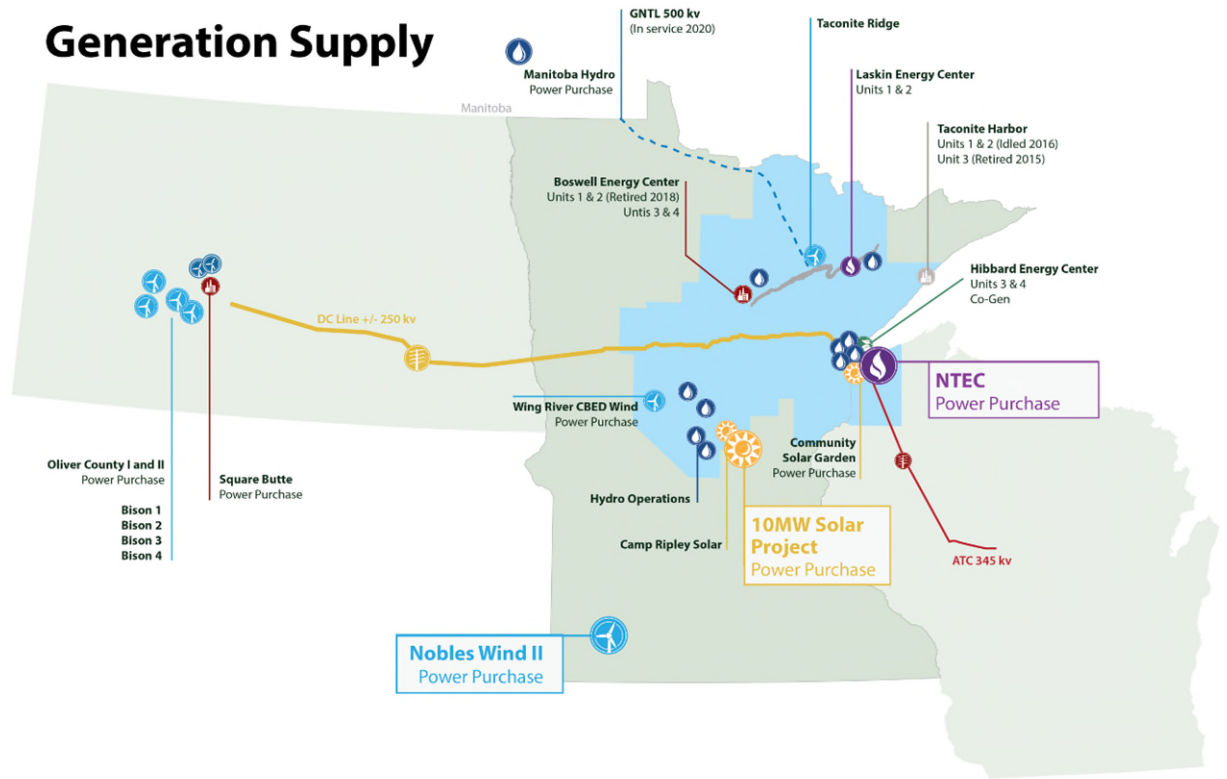 Generation Supply
GNTL 500 kv
(In service 2020)
Taconite Ridge
Manitoba Hydro
Power Purchase
Laskin Energy Center
Units 1 & 2
Manitoba
Taconite Harbor
Units 1 & 2 (Idled 2016)
Unit 3 (Retired 2015)
Boswell Energy Center
Units 1 & 2 (Retired 2018)
Untis 3 & 4
Hibbard Energy Center
Units 3 & 4
Co-Gen
DC Line +/- 250 kv
NTEC
Power Purchase
Wing River CBED Wind
Power Purchase
Community
Solar Garden
Power Purchase
Oliver County I and II
Power Purchase
Square Butte
Power Purchase
Bison 1
Bison 2
Bison 3
Bison 4
Hydro Operations
10MW Solar
Project
Power Purchase
Camp Ripley Solar
ATC 345 kv
Nobles Wind II
Power Purchase